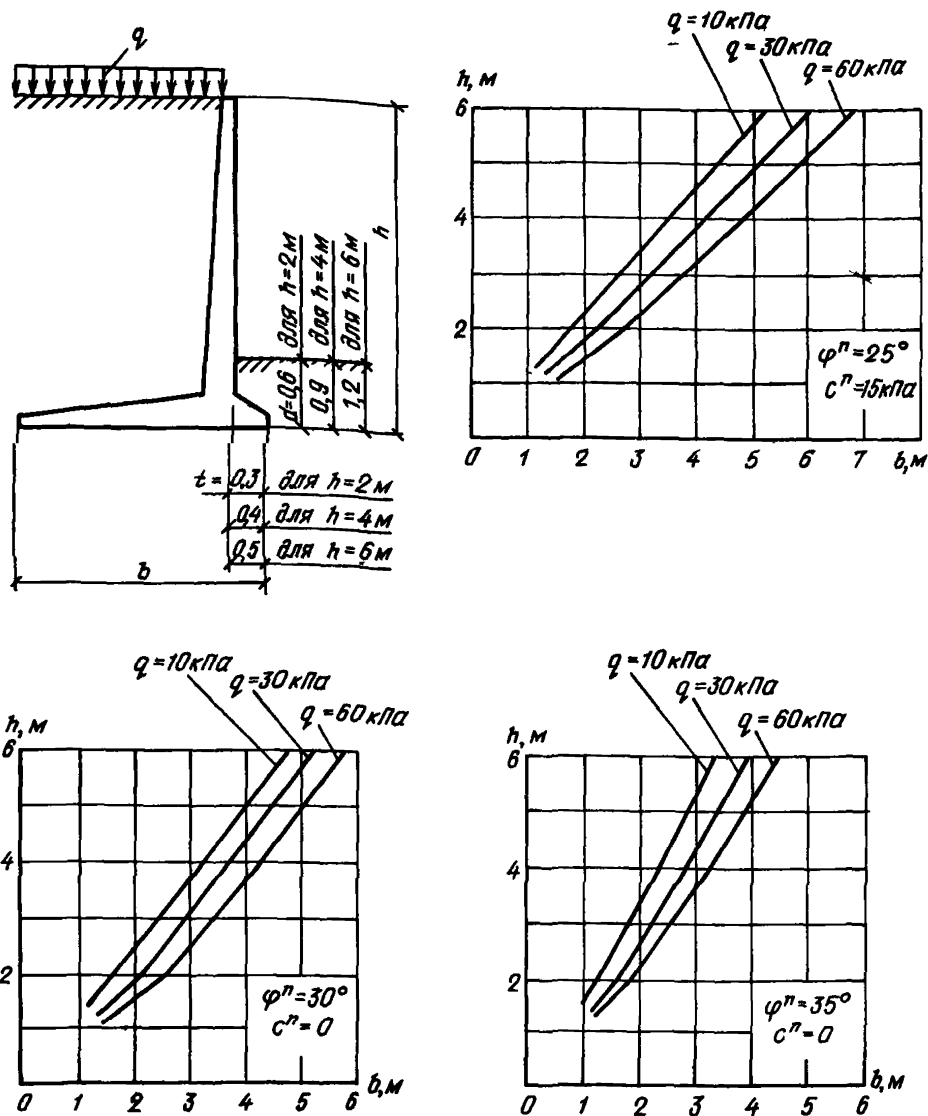 q
h
d=0,6 для h=2м
0,9 для h=4м
1,2 для h=6м
t=0,3 для h=2м
0,4 для h=4м
0,5 для h=6м
b
q=10кПа
q=30кПа
q=60кПа
h, м
6
4
2
φⁿ=25°
cⁿ=15кПа
0 1 2 3 4 5 6 7 b,м
q=10кПа
q=30кПа
q=60кПа
h, м
6
4
2
φⁿ=30°
cⁿ=0
0 1 2 3 4 5 6 b,м
q=10кПа
q=30кПа
q=60кПа
h, м
6
4
2
φⁿ=35°
cⁿ=0
0 1 2 3 4 5 6 b,м